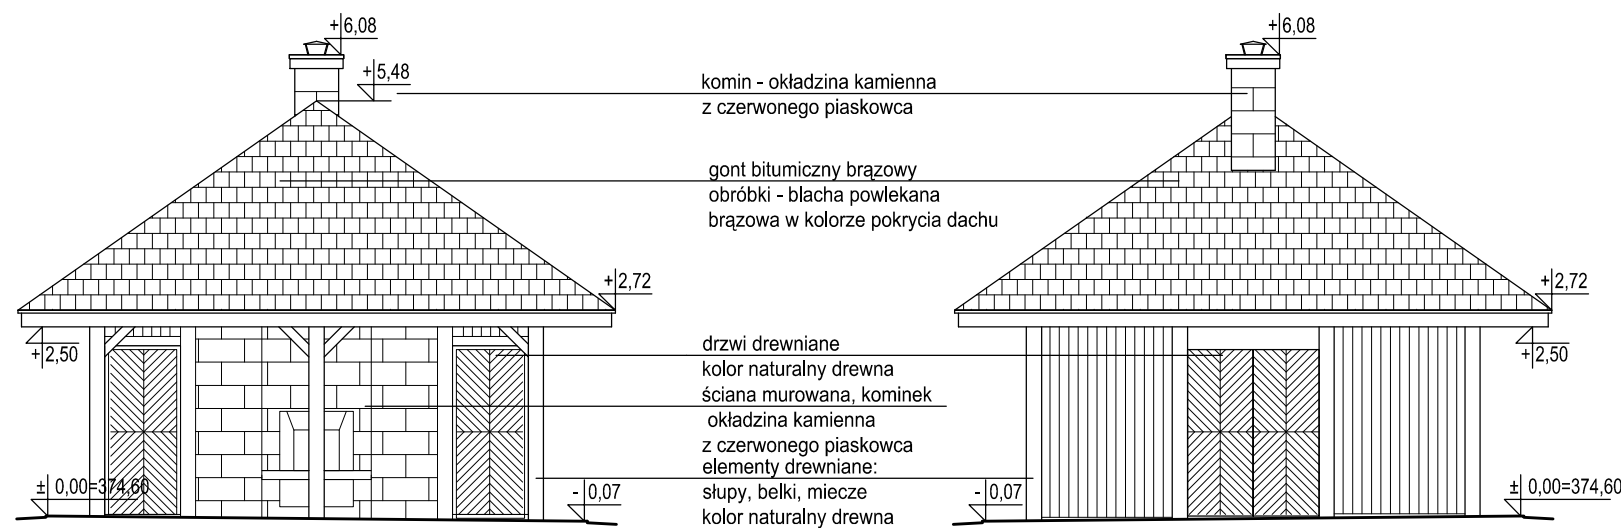 +6,08
+5,48
+2,72
+2,50
± 0,00=374,60
- 0,07
komin - okładzina kamienna
z czerwonego piaskowca
gont bitumiczny brązowy
obróbki - blacha powlekana
brązowa w kolorze pokrycia dachu
drzwi drewniane
kolor naturalny drewna
ściana murowana, kominek
okładzina kamienna
z czerwonego piaskowca
elementy drewniane:
słupy, belki, miecze
kolor naturalny drewna
+6,08
+2,72
+2,50
- 0,07
± 0,00=374,60